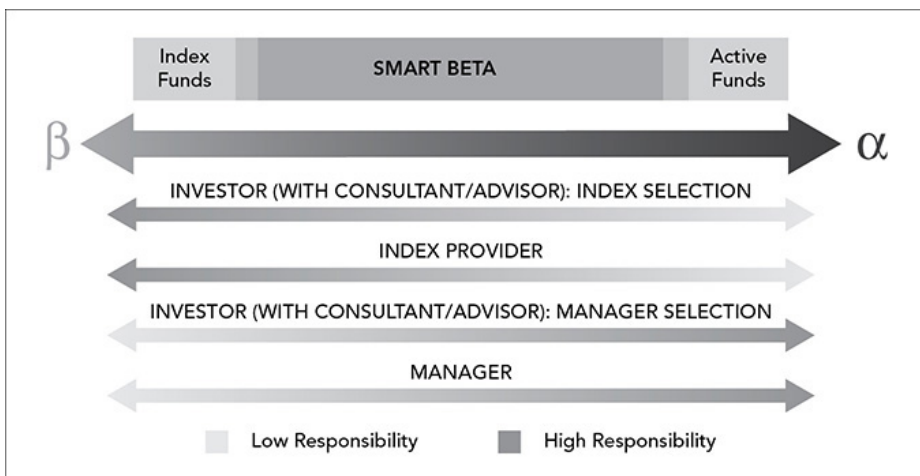 Index
Funds
SMART BETA
Active
Funds
β
α
INVESTOR (WITH CONSULTANT/ADVISOR): INDEX SELECTION
INDEX PROVIDER
INVESTOR (WITH CONSULTANT/ADVISOR): MANAGER SELECTION
MANAGER
Low Responsibility
High Responsibility